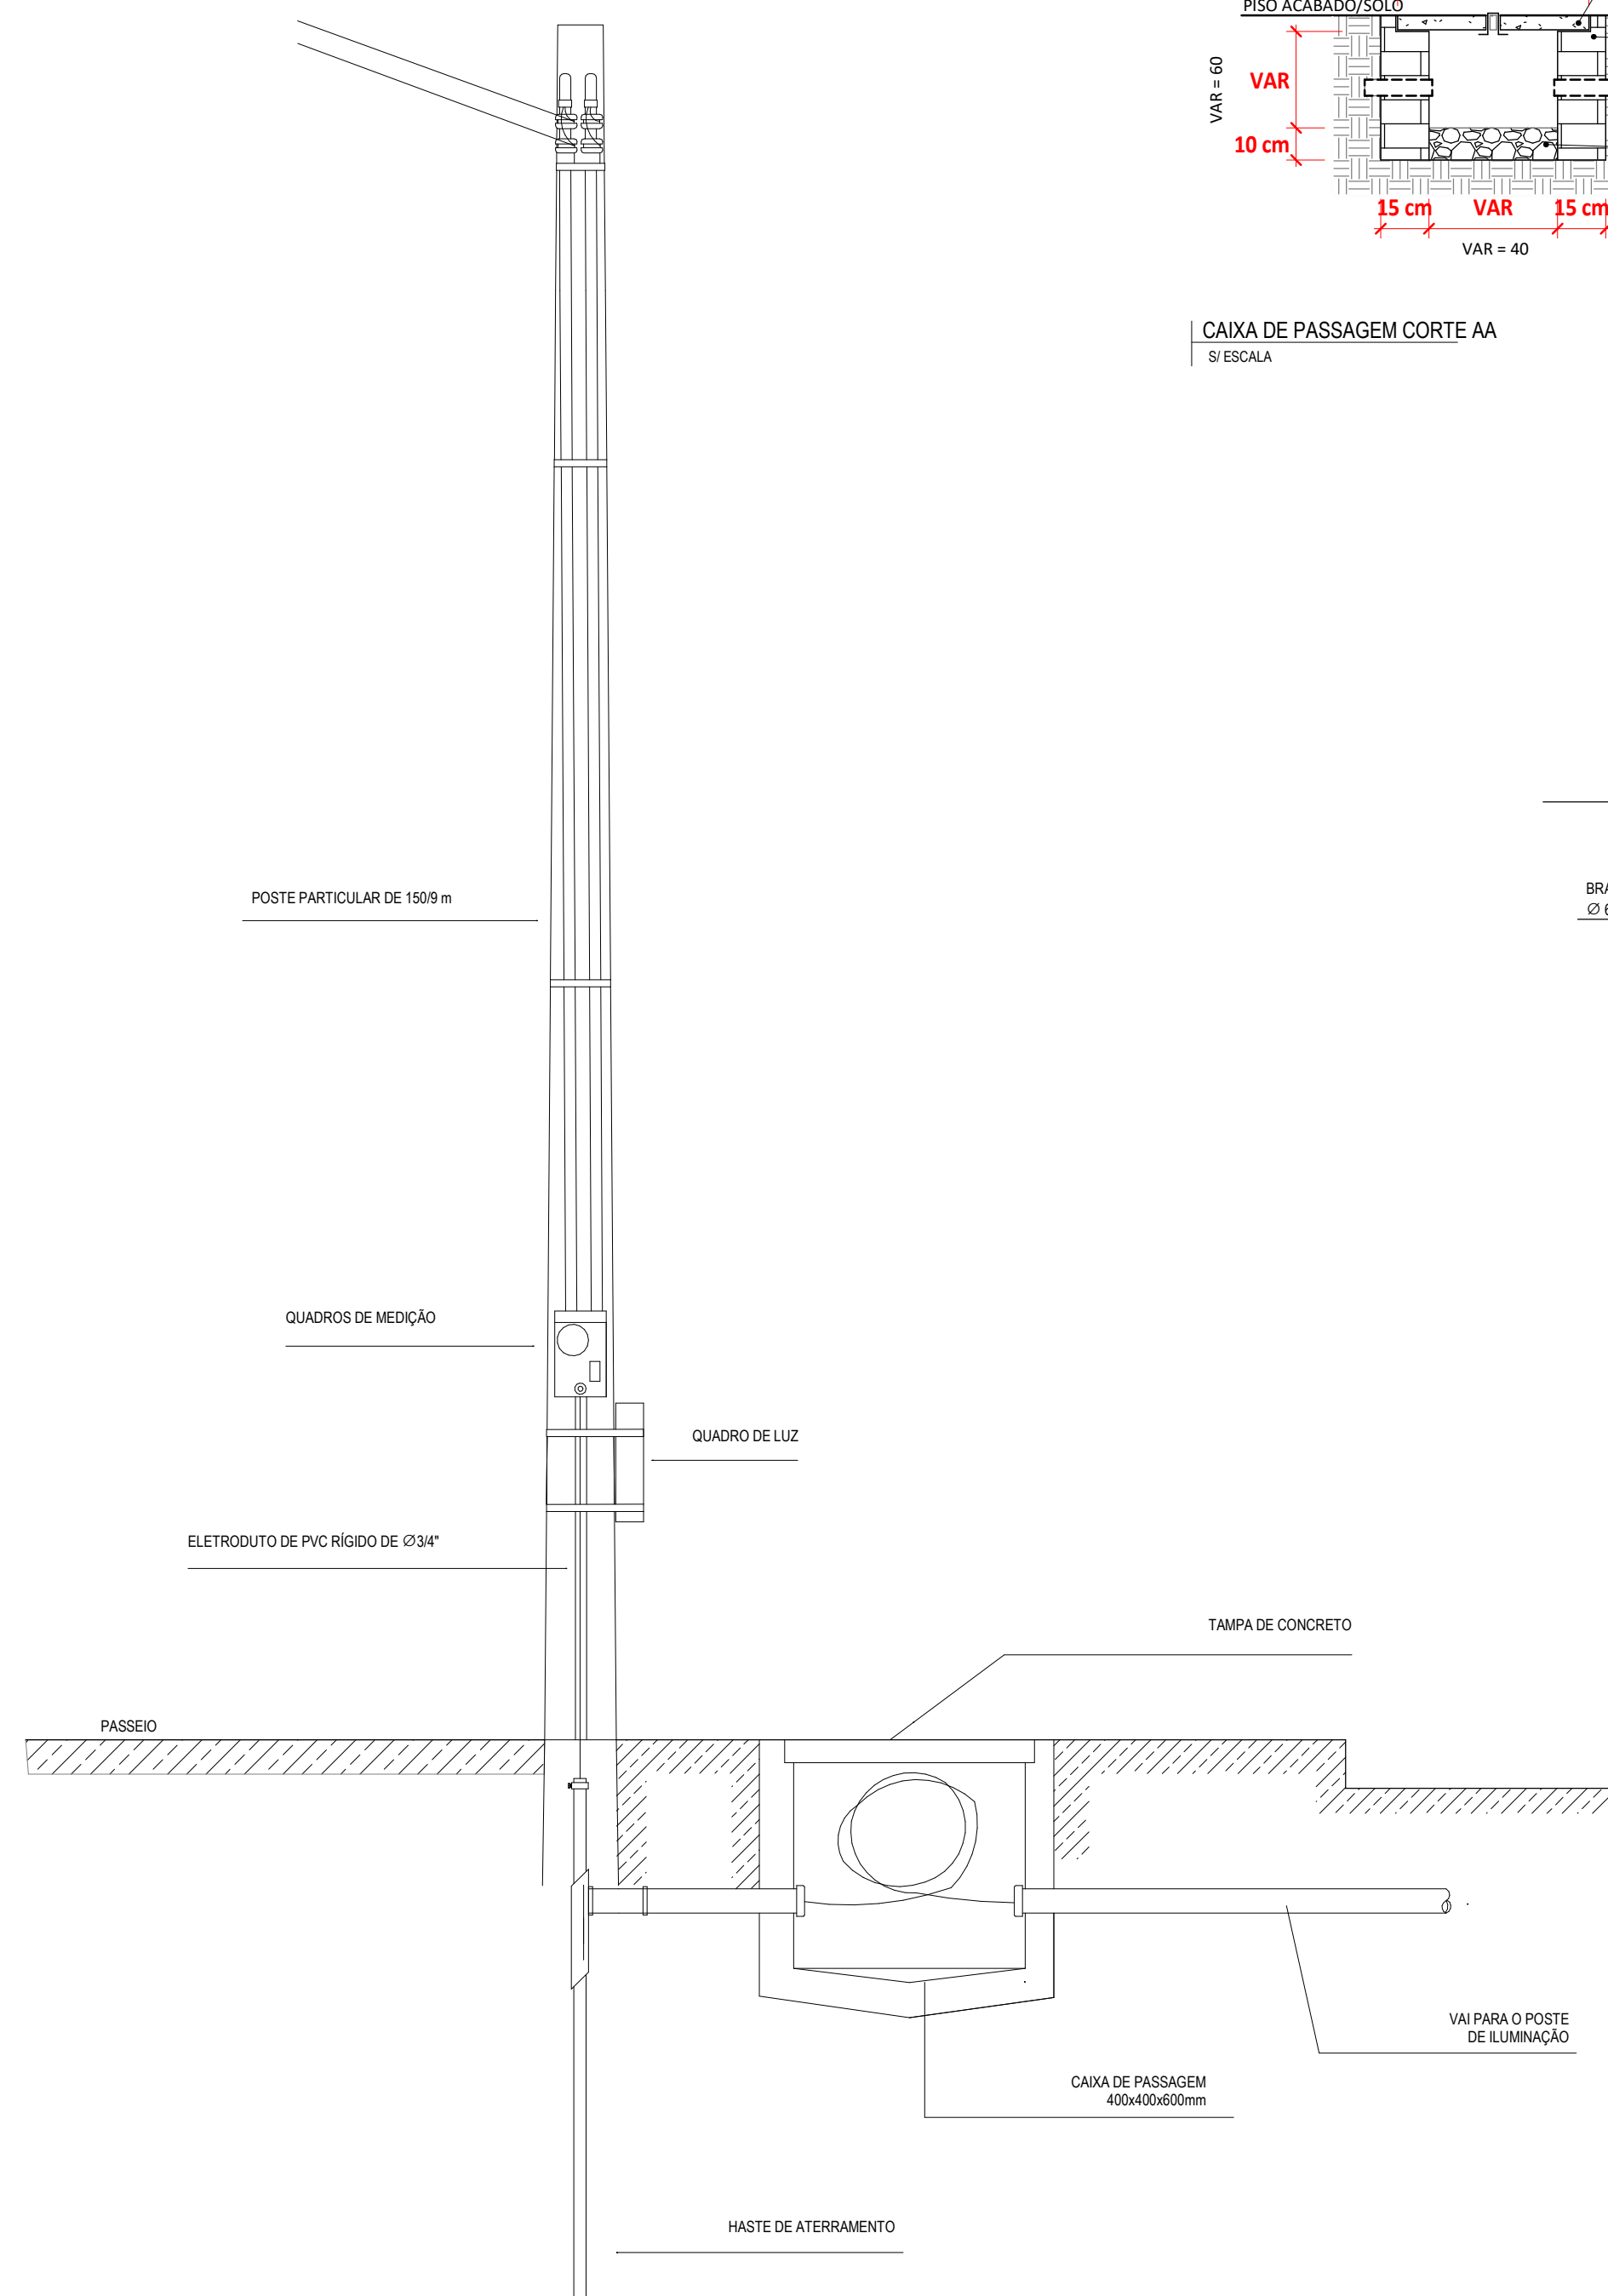 PISO ACABADO/SOLO
VAR = 60
VAR
10 cm
15 cm
VAR
15 cm
VAR = 40
CAIXA DE PASSAGEM CORTE AA
S/ ESCALA
POSTE PARTICULAR DE 150/9 m
QUADROS DE MEDIÇÃO
QUADRO DE LUZ
ELETRODUTO DE PVC RÍGIDO DE ∅3/4"
TAMPA DE CONCRETO
PASSEIO
VAI PARA O POSTE
DE ILUMINAÇÃO
CAIXA DE PASSAGEM
400x400x600mm
HASTE DE ATERRAMENTO